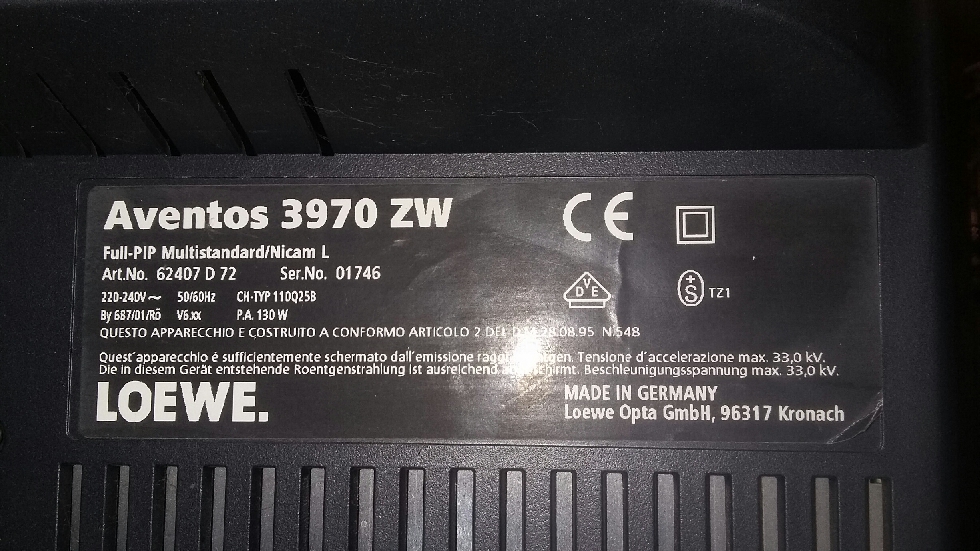 Aventos 3970 ZW
CE
Full-PIP Multistandard/Nicam L
Art.No. 62407 D 72 Ser.No. 01746
220-240V~ 50/60Hz CH-TYP 110Q25B
By 687/01/Rö V6.xx P.A. 130 W
VDE
S TZ1
QUESTO APPARECCHIO E COSTRUITO A CONFORMO ARTICOLO 2 DEL 28.08.95 N.548
Quest'apparecchio é sufficientemente schermato dall'emissione Tensione d'accelerazione max. 33,0 kV.
Die in diesem Gerät entstehende Roentgenstrahlung ist ausreichend abgeschirmt. Beschleunigungsspannung max. 33,0 kV.
LOEWE.
MADE IN GERMANY
Loewe Opta GmbH, 96317 Kronach